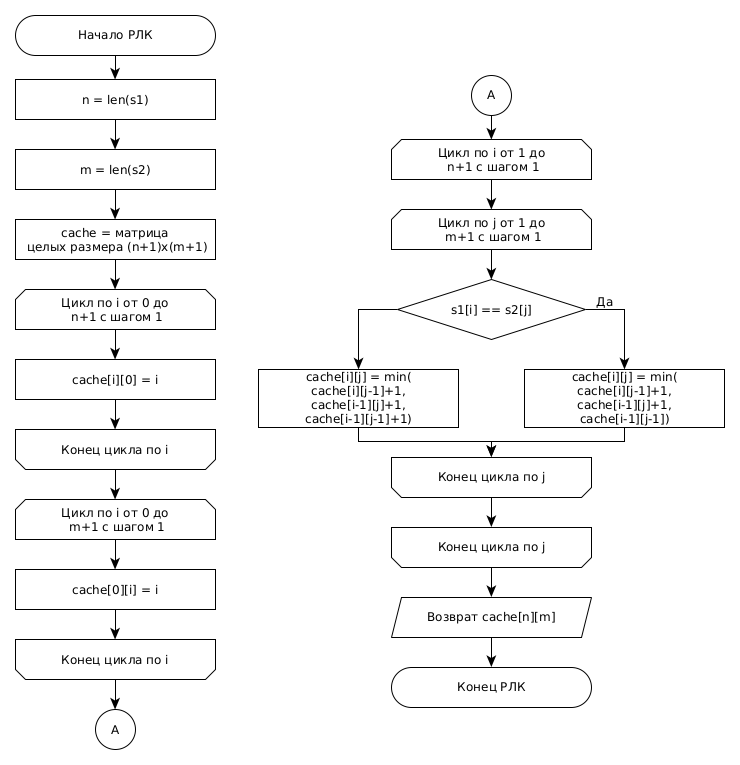 Начало РЛК
n = len(s1)
m = len(s2)
cache = матрица
целых размера (n+1)x(m+1)
Цикл по i от 0 до
n+1 с шагом 1
cache[i][0] = i
Конец цикла по i
Цикл по i от 0 до
m+1 с шагом 1
cache[0][i] = i
Конец цикла по i
A
A
Цикл по i от 1 до
n+1 с шагом 1
Цикл по j от 1 до
m+1 с шагом 1
s1[i] == s2[j]
Да
cache[i][j] = min(
cache[i][j-1]+1,
cache[i-1][j]+1,
cache[i-1][j-1]+1)
cache[i][j] = min(
cache[i][j-1]+1,
cache[i-1][j]+1,
cache[i-1][j-1])
Конец цикла по j
Конец цикла по j
Возврат cache[n][m]
Конец РЛК